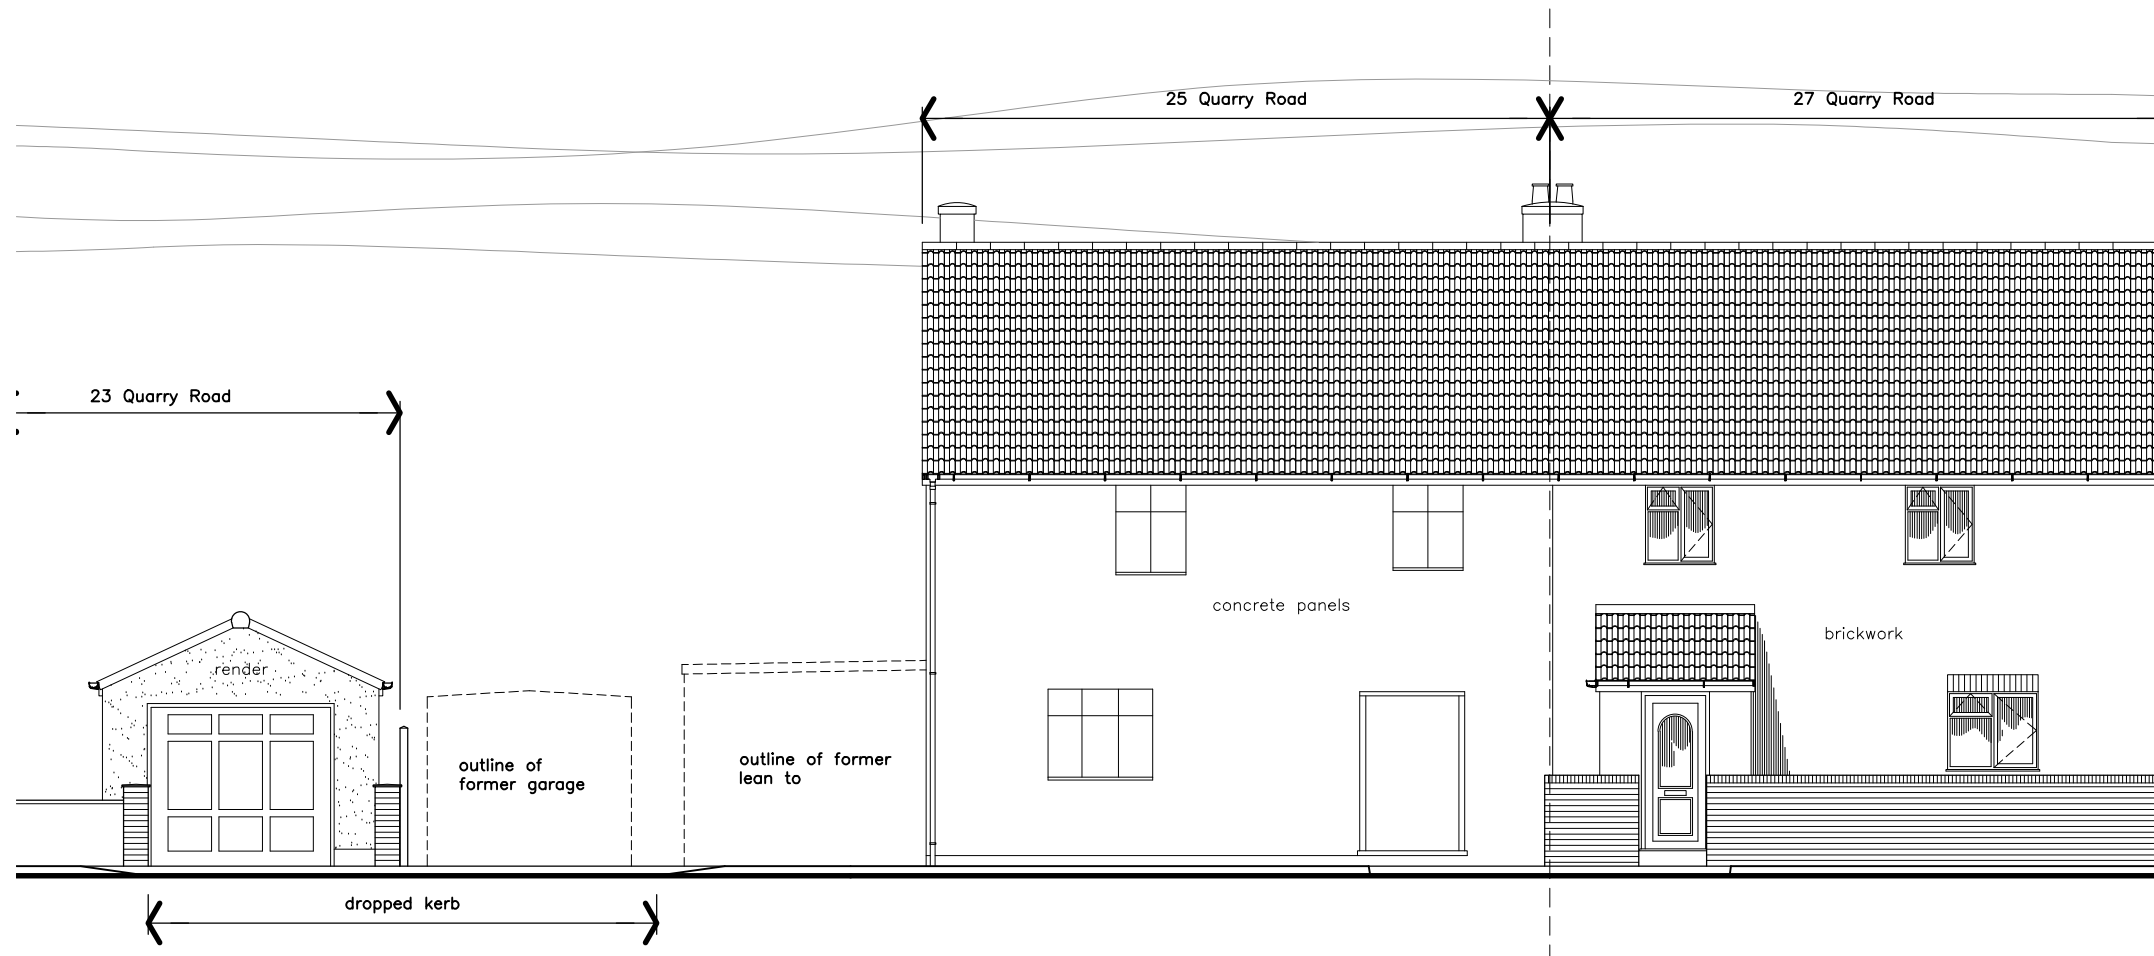 25 Quarry Road
27 Quarry Road
23 Quarry Road
concrete panels
brickwork
render
outline of
former garage
outline of former
lean to
dropped kerb